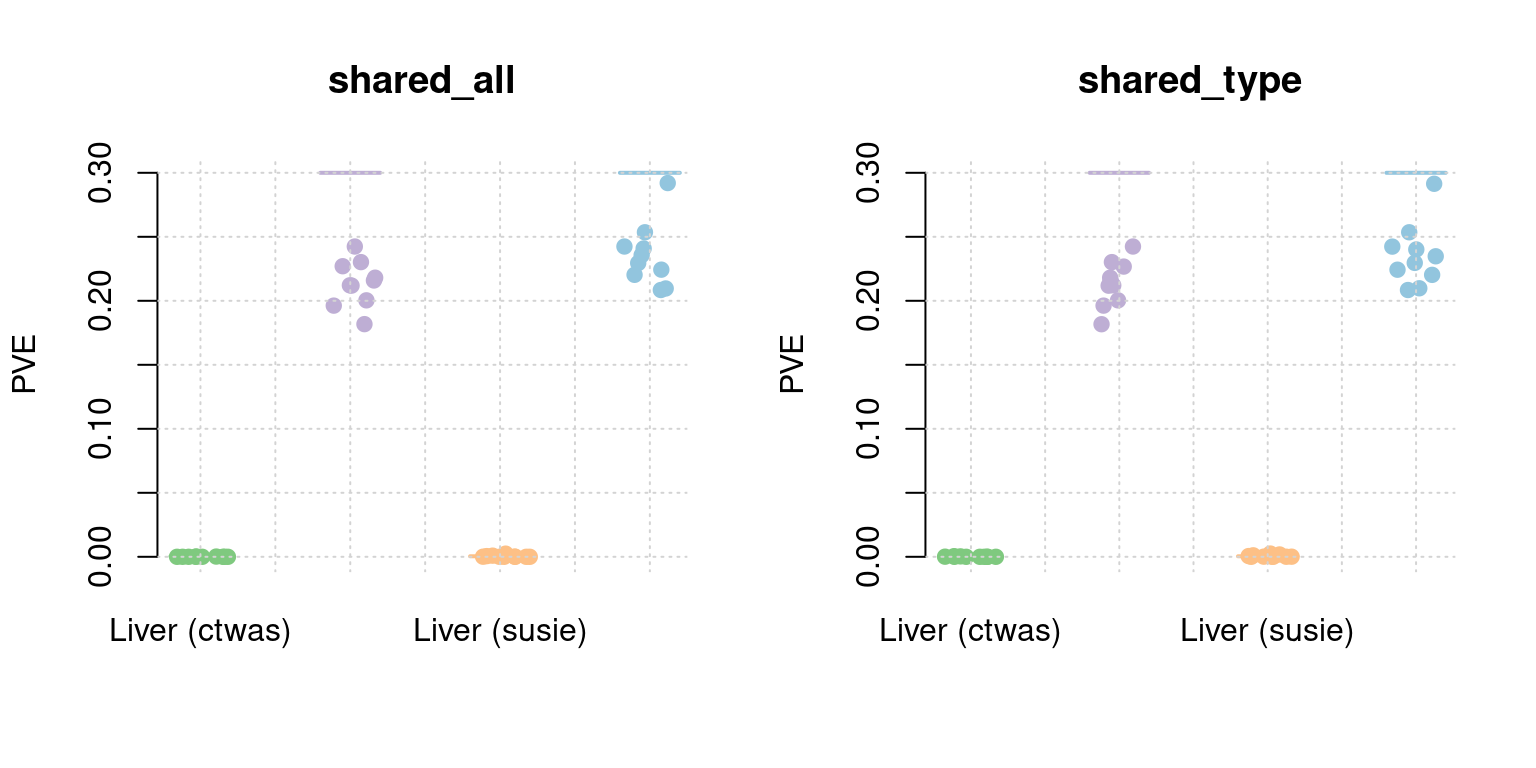 shared_all
PVE
0.30
0.20
0.10
0.00
Liver (ctwas)
Liver (susie)
shared_type
PVE
0.30
0.20
0.10
0.00
Liver (ctwas)
Liver (susie)